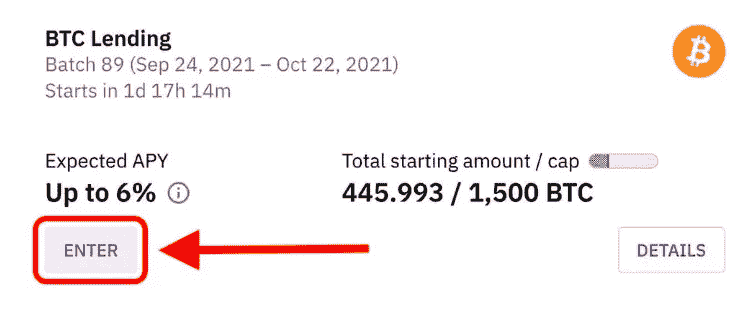 BTC Lending
Batch 89 (Sep 24, 2021 – Oct 22, 2021)
Starts in 1d 17h 14m
Expected APY
Up to 6%
Total starting amount / cap
445.993 / 1,500 BTC
ENTER
DETAILS